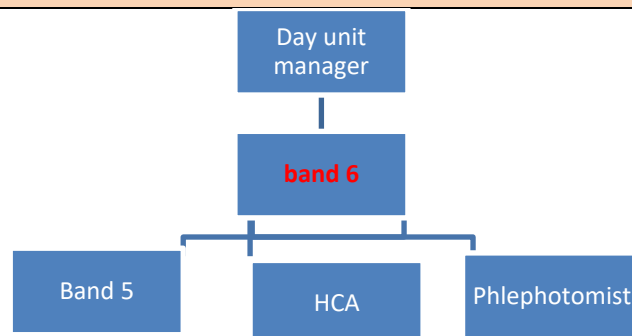 Day unit
manager
band 6
Band 5
HCA
Phlephotomist